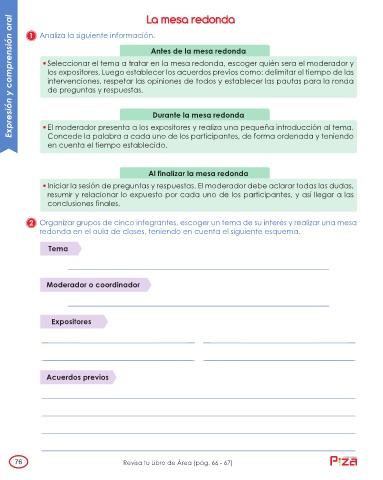 La mesa redonda
Expresión y comprensión oral
1 Analiza la siguiente información.
Antes de la mesa redonda
• Seleccionar el tema a tratar en la mesa redonda, escoger quién sera el moderador y
los expositores. Luego establecer los acuerdos previos como: delimitar el tiempo de las
intervenciones, respetar las opiniones de todos y establecer las pautas para la ronda
de preguntas y respuestas.
Durante la mesa redonda
• El moderador presenta a los expositores y realiza una pequeña introducción al tema.
Concede la palabra a cada uno de los participantes, de forma ordenada y teniendo
en cuenta el tiempo establecido.
Al finalizar la mesa redonda
• Iniciar la sesión de preguntas y respuestas. El moderador debe aclarar todas las dudas,
resumir y relacionar lo expuesto por cada uno de los participantes, y así llegar a las
conclusiones finales.
2 Organizar grupos de cinco integrantes, escoger un tema de su interés y realizar una mesa
redonda en el aula de clases, teniendo en cuenta el siguiente esquema.
Tema
Moderador o coordinador
Expositores
Acuerdos previos
76
Revisa tu Libro de Área (pág. 66 - 67)